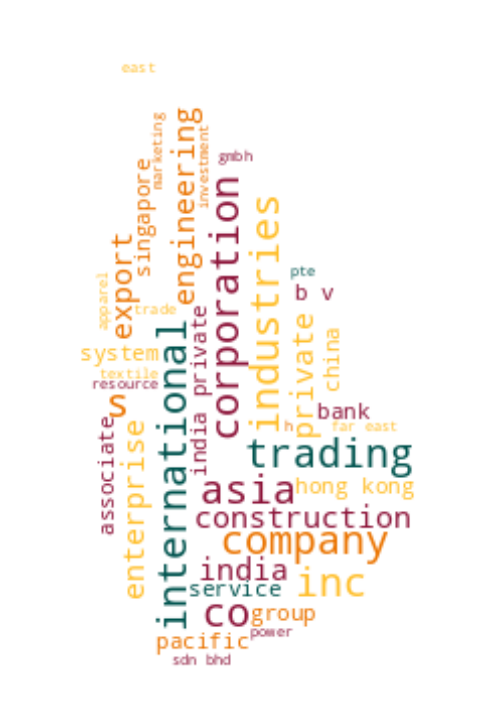 east
marketing
engineering
investment
gmbh
singapore
corporation
industries
export
pte
b v
apparel
trade
india private
private
china
international
system
textile
resource
s
bank
h
far east
associate
enterprise
trading
asia
hong kong
construction
company
india
service
inc
co
group
power
pacific
sdn bhd